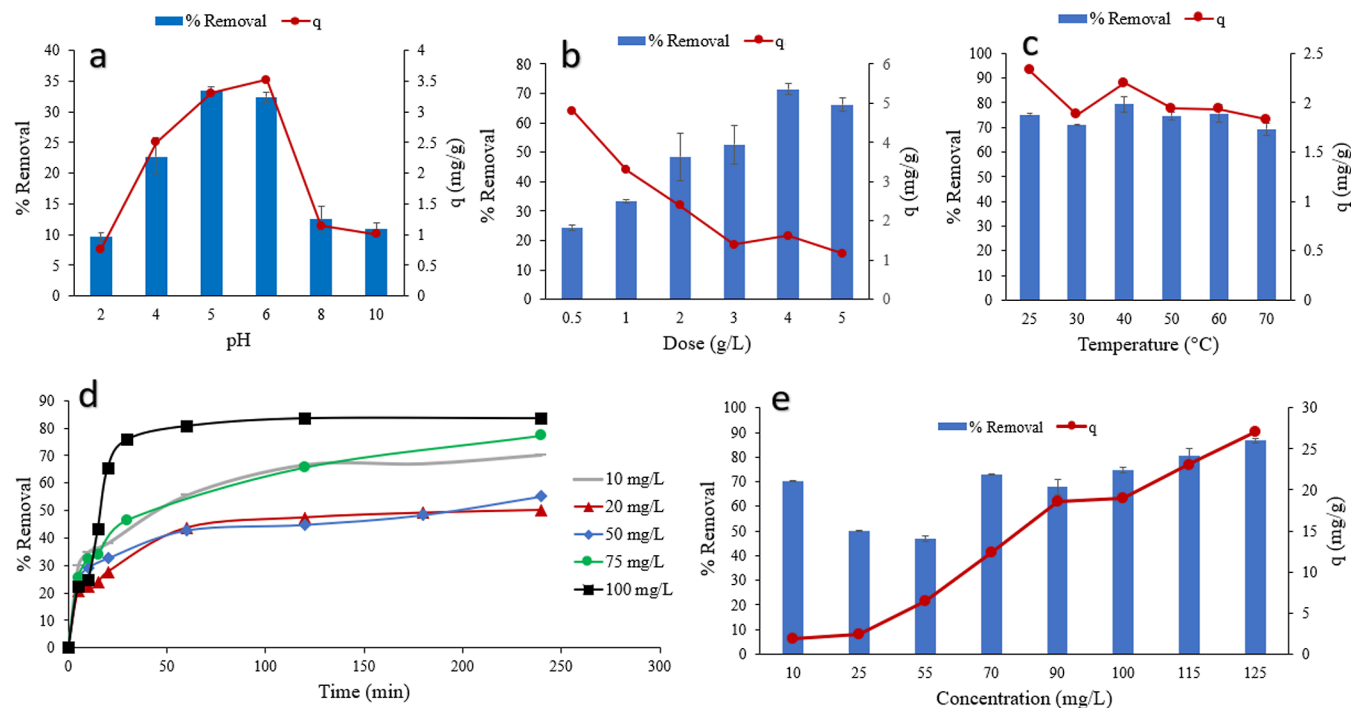 % Removal q
a
40
35
30
25
20
15
10
5
0
% Removal
4
3.5
3
2.5
2
1.5
1
0.5
0
q (mg/g)
2 4 5 6 8 10
pH
% Removal q
b
80
70
60
50
40
30
20
10
0
% Removal
6
5
4
3
2
1
0
q (mg/g)
0.5 1 2 3 4 5
Dose (g/L)
% Removal q
c
100
90
80
70
60
50
40
30
20
10
0
% Removal
2.5
2
1.5
1
0.5
0
q (mg/g)
25 30 40 50 60 70
Temperature (°C)
d
90
80
70
60
50
40
30
20
10
0
% Removal
10 mg/L
20 mg/L
50 mg/L
75 mg/L
100 mg/L
0 50 100 150 200 250 300
Time (min)
e
% Removal q
100
90
80
70
60
50
40
30
20
10
0
% Removal
30
25
20
15
10
5
0
q (mg/g)
10 25 55 70 90 100 115 125
Concentration (mg/L)